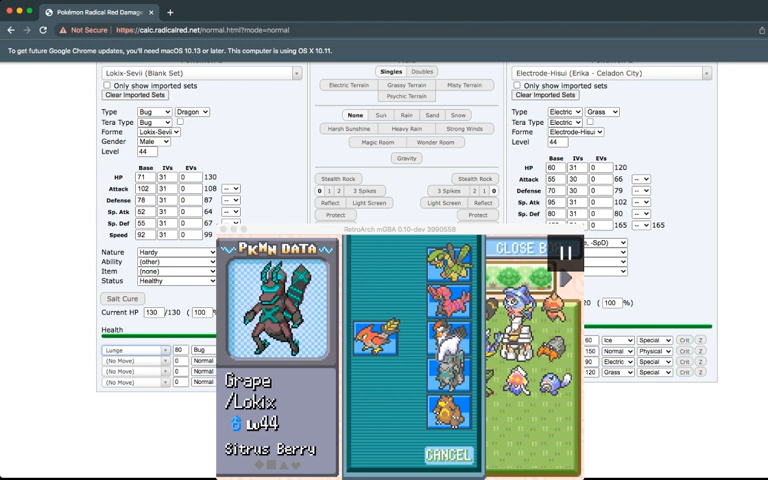 Pokémon Radical Red Damage
Not Secure | https://calc.radicalred.net/normal.html?mode=normal
To get future Google Chrome updates, you'll need macOS 10.13 or later. This computer is using OS X 10.11.
Lokix-Sevii (Blank Set)
Only show imported sets
Clear Imported Sets
Type Bug Dragon
Tera Type Bug
Forme Lokix-Sevii
Gender Male
Level 44
Base IVs EVs
HP 71 31 0 130
Attack 102 31 0 108 --
Defense 78 31 0 87 --
Sp. Atk 52 31 0 64 --
Sp. Def 55 31 0 67 --
Speed 92 31 0 99 --
Nature Hardy
Ability (other)
Item (none)
Status Healthy
Salt Cure
Current HP 130 /130 ( 100
Health
Lunge 80 Bug
(No Move) 0 Normal
(No Move) 0 Normal
(No Move) 0 Normal
Singles Doubles
Electric Terrain Grassy Terrain Misty Terrain
Psychic Terrain
None Sun Rain Sand Snow
Harsh Sunshine Heavy Rain Strong Winds
Magic Room Wonder Room
Gravity
Stealth Rock Stealth Rock
0 1 2 3 Spikes 3 Spikes 2 1 0
Reflect Light Screen Light Screen Reflect
Protect Protect
Electrode-Hisui (Erika - Celadon City)
Only show imported sets
Clear Imported Sets
Type Electric Grass
Tera Type Electric
Forme Electrode-Hisui
Level 44
Base IVs EVs
HP 60 31 0 120
Attack 55 30 0 66 --
Defense 70 30 0 79 --
Sp. Atk 95 31 0 102 --
Sp. Def 80 31 0 80 --
165 -- 165
, -SpD)
20 ( 100 %)
60 Ice Special Crit Z
150 Normal Physical Crit Z
90 Electric Special Crit Z
120 Grass Special Crit Z
RetroArch mGBA 0.10-dev 3990558
PKMN DATA
Grape
/Lokix
Lv44
Sitrus Berry
CANCEL
CLOSE BO